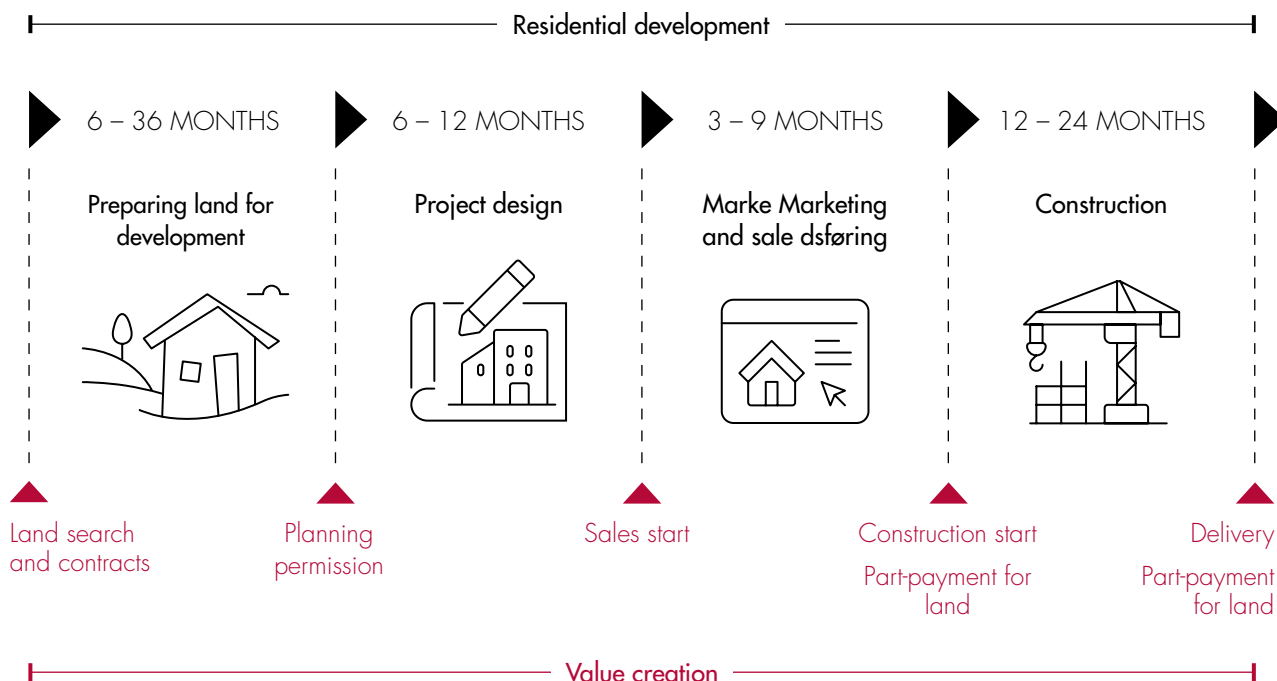 Residential development
6 – 36 MONTHS
6 – 12 MONTHS
3 – 9 MONTHS
12 – 24 MONTHS
Preparing land for
development
Project design
Marke Marketing
and sale dsføring
Construction
Land search
and contracts
Planning
permission
Sales start
Construction start
Part-payment for
land
Delivery
Part-payment
for land
Value creation